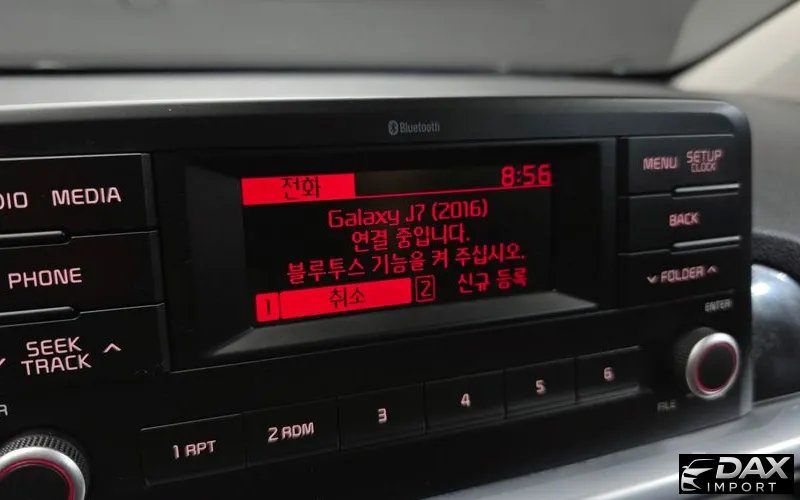 Bluetooth
전화 8:56
Galaxy J7 (2016)
연결 중입니다.
블루투스 기능을 켜 주십시오.
1 취소 2 신규 등록
MEDIA
PHONE
SEEK
TRACK
MENU SETUP
CLOCK
BACK
FOLDER
ENTER
FILE
1 RPT 2 RDM 3 4 5 6
DAX
IMPORT